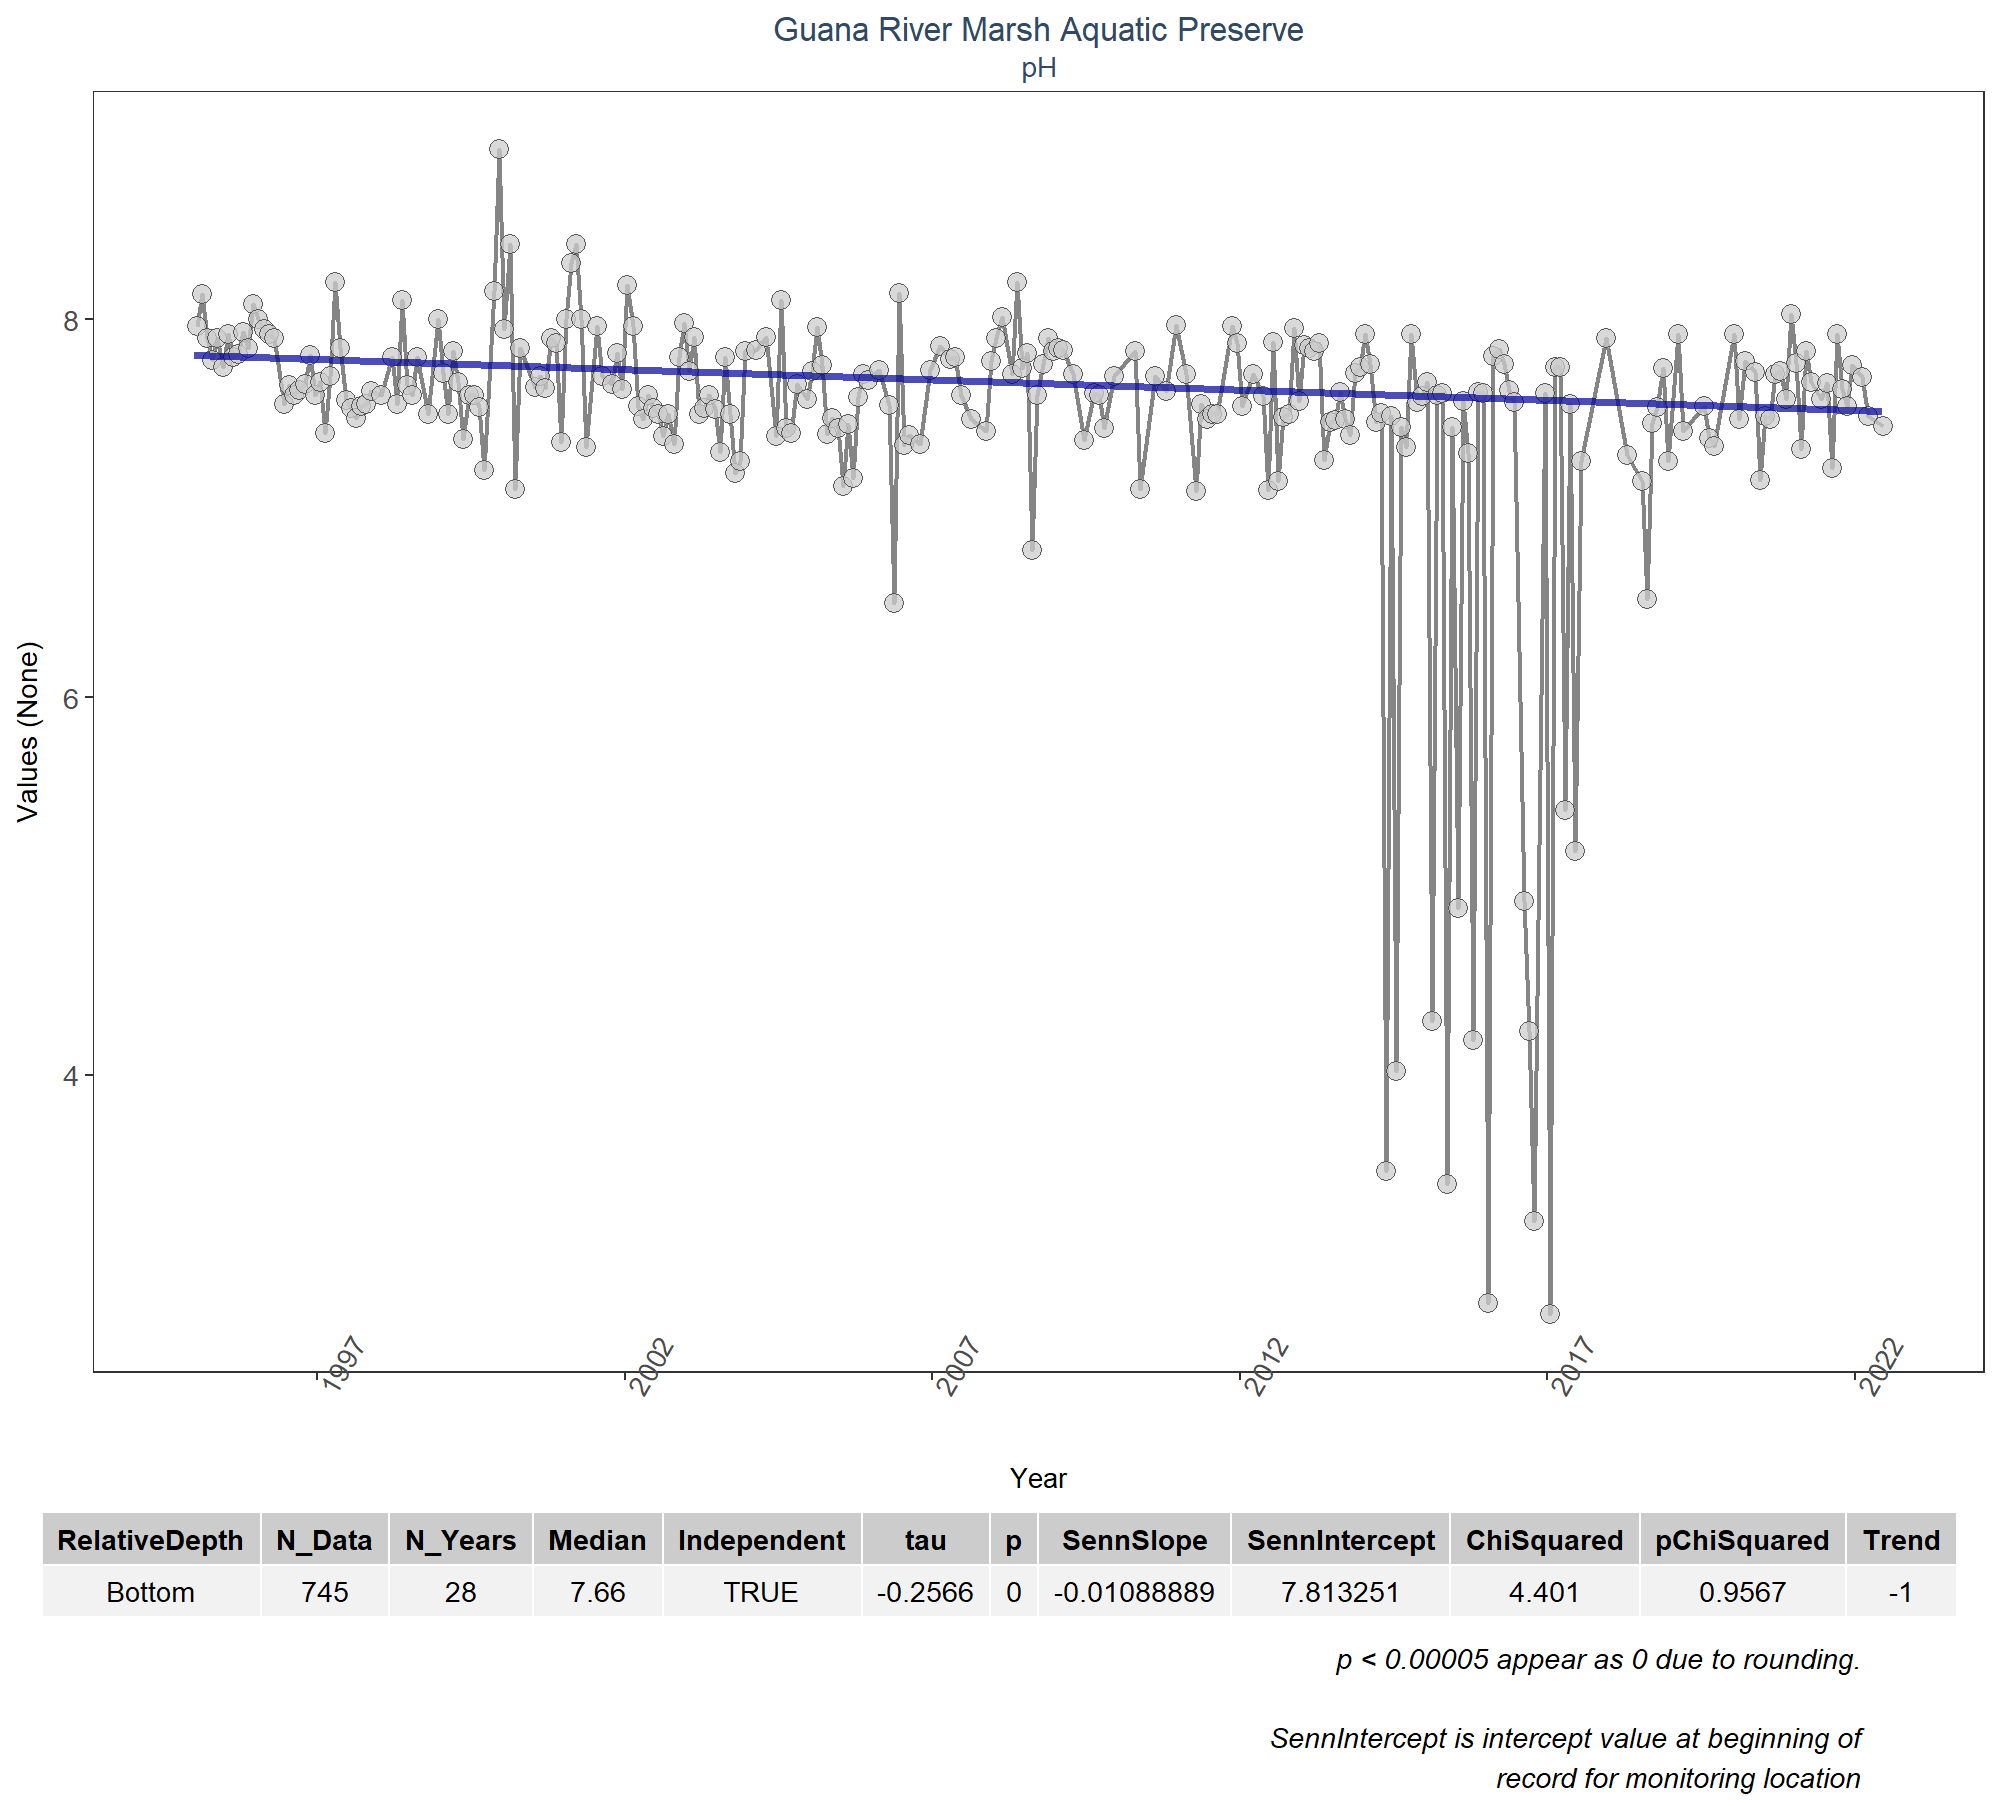 Guana River Marsh Aquatic Preserve
pH
8
6
4
Values (None)
1997 2002 2007 2012 2017 2022
Year
RelativeDepth N_Data N_Years Median Independent tau p SennSlope SennIntercept ChiSquared pChiSquared Trend
Bottom 745 28 7.66 TRUE -0.2566 0 -0.01088889 7.813251 4.401 0.9567 -1
p < 0.00005 appear as 0 due to rounding.
SennIntercept is intercept value at beginning of
record for monitoring location